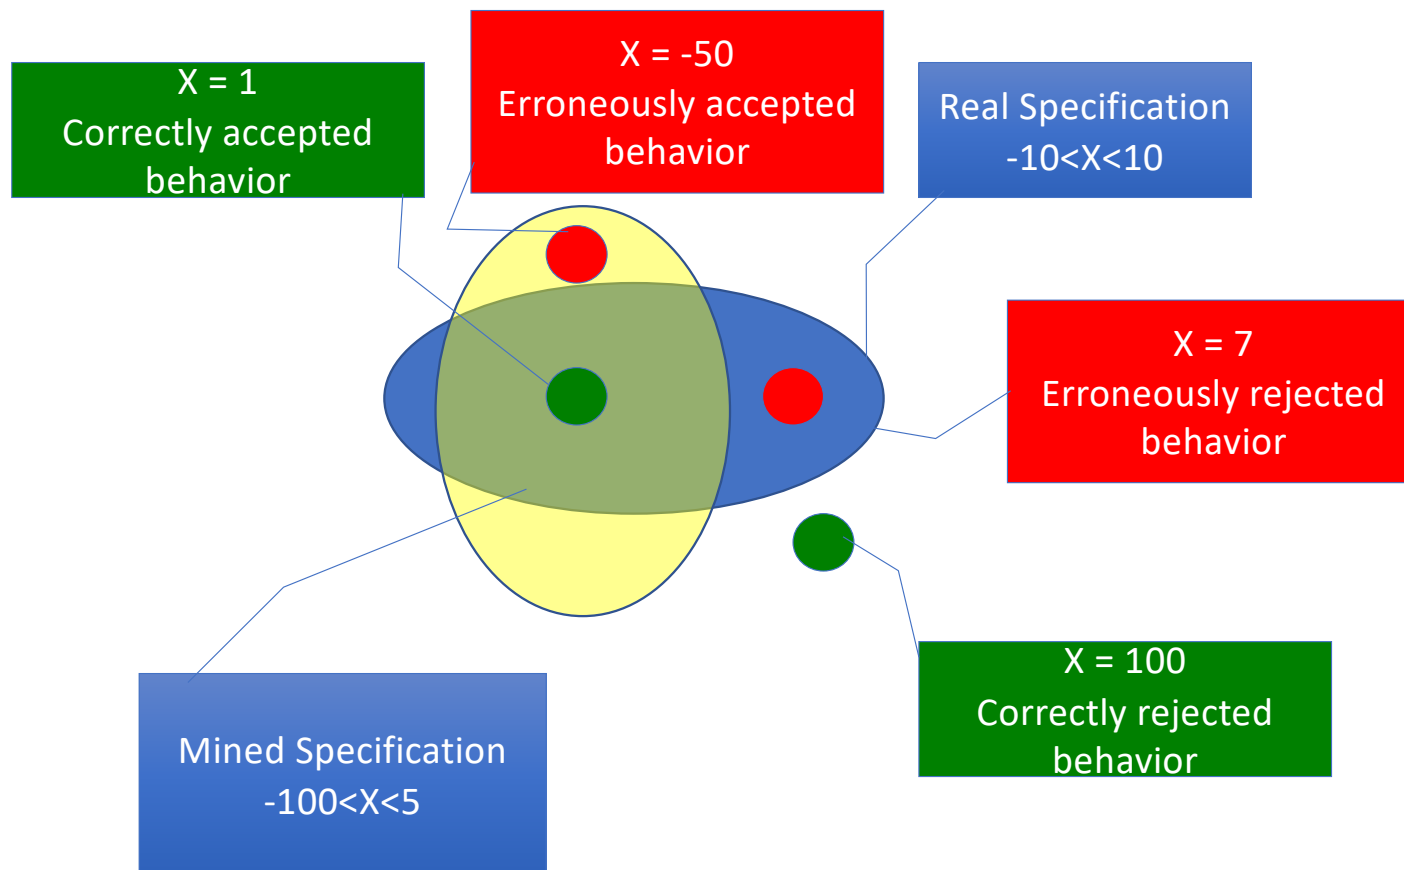 X = 1
Correctly accepted
behavior
X = -50
Erroneously accepted
behavior
Real Specification
-10<X<10
X = 7
Erroneously rejected
behavior
X = 100
Correctly rejected
behavior
Mined Specification
-100<X<5